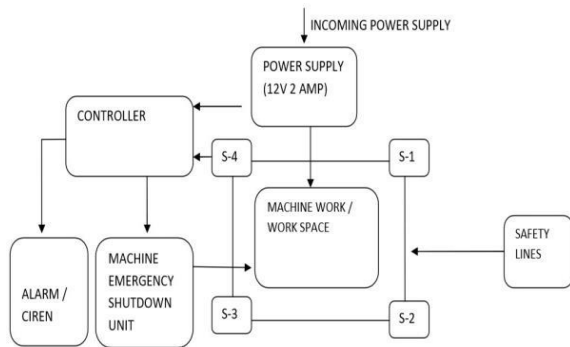 INCOMING POWER SUPPLY
POWER SUPPLY
(12V 2 AMP)
CONTROLLER
S-4
S-1
MACHINE WORK /
WORK SPACE
SAFETY
LINES
ALARM /
CIREN
MACHINE
EMERGENCY
SHUTDOWN
UNIT
S-3
S-2